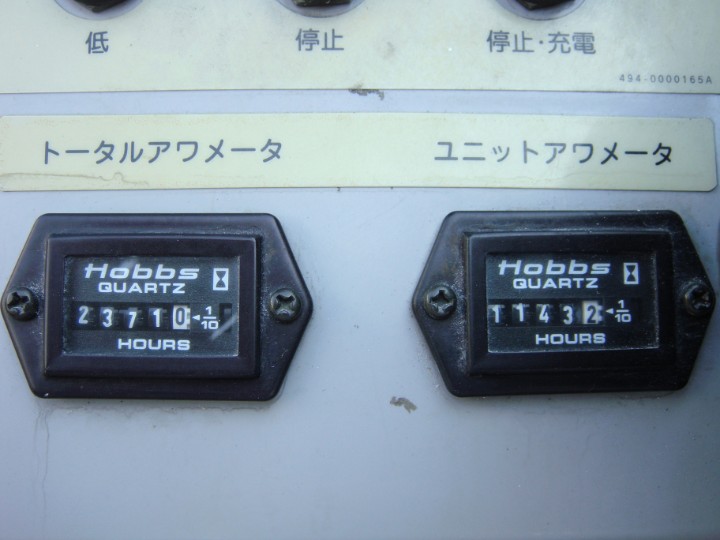 低 停止 停止・充電
494-0000165A
トータルアワメータ ユニットアワメータ
Hobbs
QUARTZ
23710 1/10
HOURS
Hobbs
QUARTZ
11432 1/10
HOURS